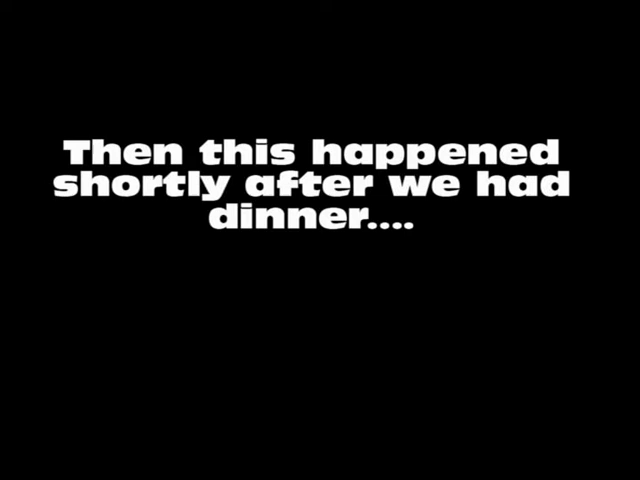 Then this happened
shortly after we had
dinner....